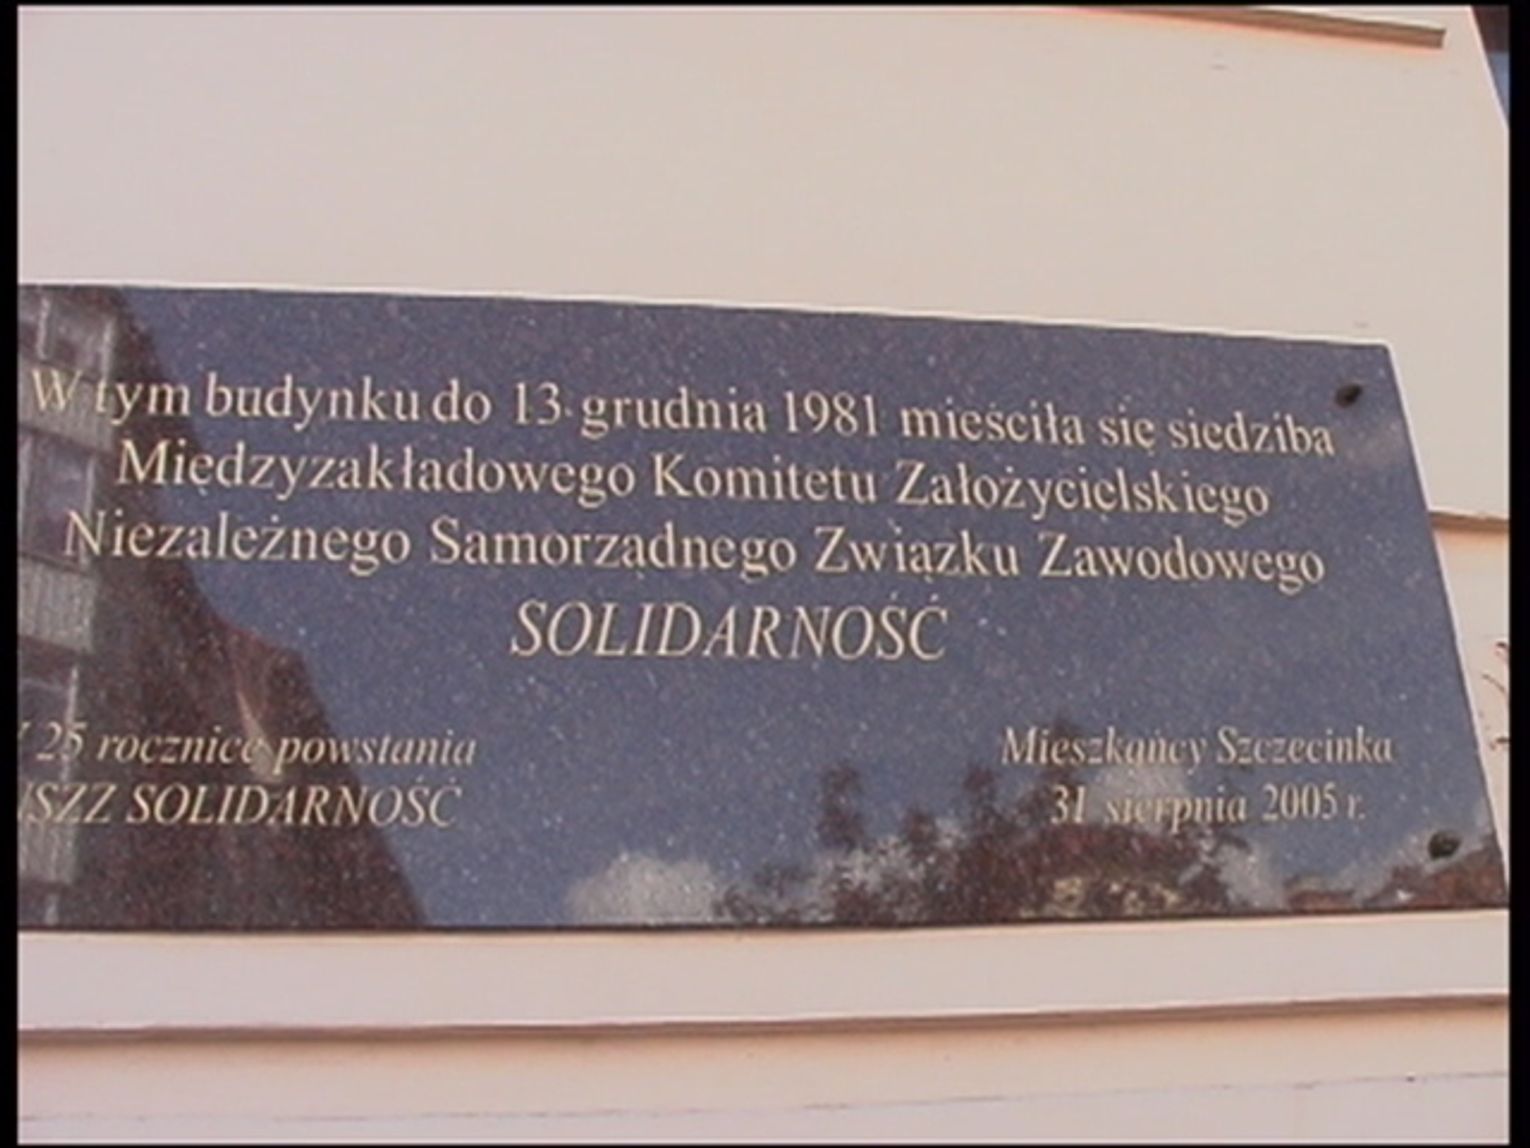 W tym budynku do 13 grudnia 1981 mieściła się siedziba
Międzyzakładowego Komitetu Założycielskiego
Niezależnego Samorządnego Związku Zawodowego
SOLIDARNOŚĆ
25 rocznicę powstania
SZZ SOLIDARNOŚĆ
Mieszkańcy Szczecinka
31 sierpnia 2005 r.